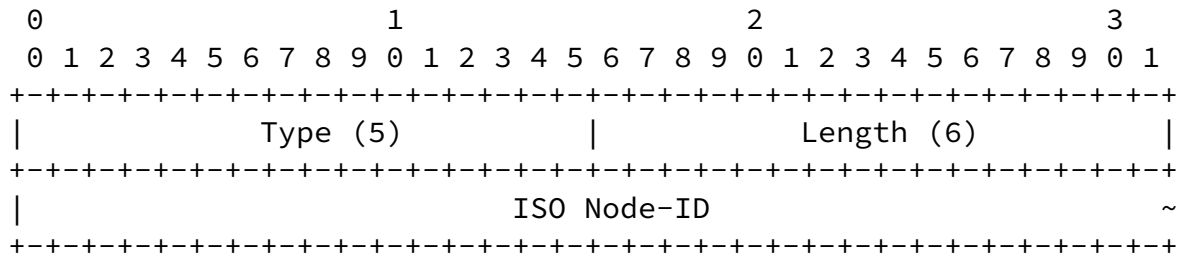 0                   1                   2                   3
 0 1 2 3 4 5 6 7 8 9 0 1 2 3 4 5 6 7 8 9 0 1 2 3 4 5 6 7 8 9 0 1
+-+-+-+-+-+-+-+-+-+-+-+-+-+-+-+-+-+-+-+-+-+-+-+-+-+-+-+-+-+-+-+-+
|             Type (5)          |           Length (6)          |
+-+-+-+-+-+-+-+-+-+-+-+-+-+-+-+-+-+-+-+-+-+-+-+-+-+-+-+-+-+-+-+-+
|                           ISO Node-ID                         ~
+-+-+-+-+-+-+-+-+-+-+-+-+-+-+-+-+-+-+-+-+-+-+-+-+-+-+-+-+-+-+-+-+